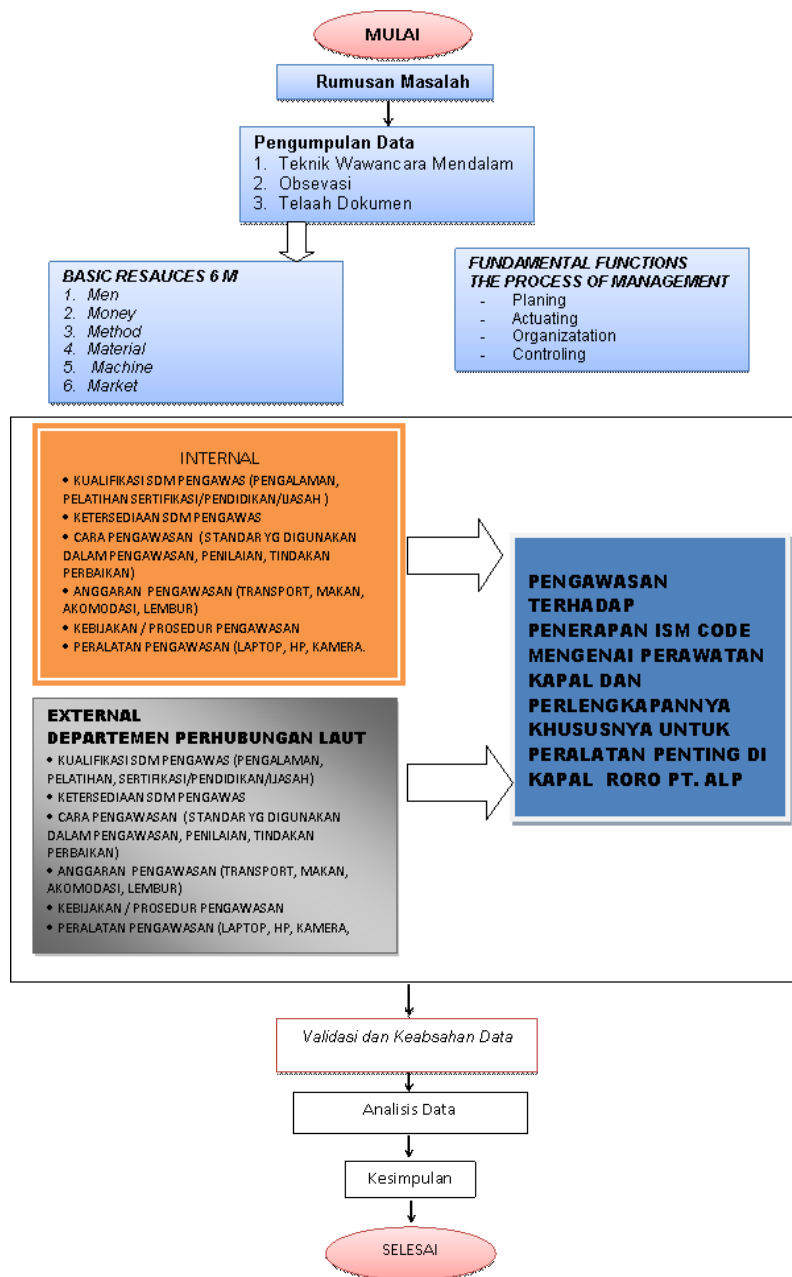 MULAI
Rumusan Masalah
Pengumpulan Data
1. Teknik Wawancara Mendalam
2. Obsevasi
3. Telaah Dokumen
BASIC RESAUCES 6 M
1. Men
2. Money
3. Method
4. Material
5. Machine
6. Market
FUNDAMENTAL FUNCTIONS
THE PROCESS OF MANAGEMENT
- Planing
- Actuating
- Organizatation
- Controling
INTERNAL
• KUALIFIKASI SDM PENGAWAS (PENGALAMAN,
PELATIHAN SERTIFIKASI/PENDIDIKAN/IJASAH )
• KETERSEDIAAN SDM PENGAWAS
• CARA PENGAWASAN (STANDAR YG DIGUNAKAN
DALAM PENGAWASAN, PENILAIAN, TINDAKAN
PERBAIKAN)
• ANGGARAN PENGAWASAN (TRANSPORT, MAKAN,
AKOMODASI, LEMBUR)
• KEBIJAKAN / PROSEDUR PENGAWASAN
• PERALATAN PENGAWASAN (LAPTOP, HP, KAMERA.
EXTERNAL
DEPARTEMEN PERHUBUNGAN LAUT
• KUALIFIKASI SDM PENGAWAS (PENGALAMAN,
PELATIHAN, SERTIFIKASI/PENDIDIKAN/IJASAH)
• KETERSEDIAAN SDM PENGAWAS
• CARA PENGAWASAN (STANDAR YG DIGUNAKAN
DALAM PENGAWASAN, PENILAIAN, TINDAKAN
PERBAIKAN)
• ANGGARAN PENGAWASAN (TRANSPORT, MAKAN,
AKOMODASI, LEMBUR)
• KEBIJAKAN / PROSEDUR PENGAWASAN
• PERALATAN PENGAWASAN (LAPTOP, HP, KAMERA,
PENGAWASAN
TERHADAP
PENERAPAN ISM CODE
MENGENAI PERAWATAN
KAPAL DAN
PERLENGKAPANNYA
KHUSUSNYA UNTUK
PERALATAN PENTING DI
KAPAL RORO PT. ALP
Validasi dan Keabsahan Data
Analisis Data
Kesimpulan
SELESAI